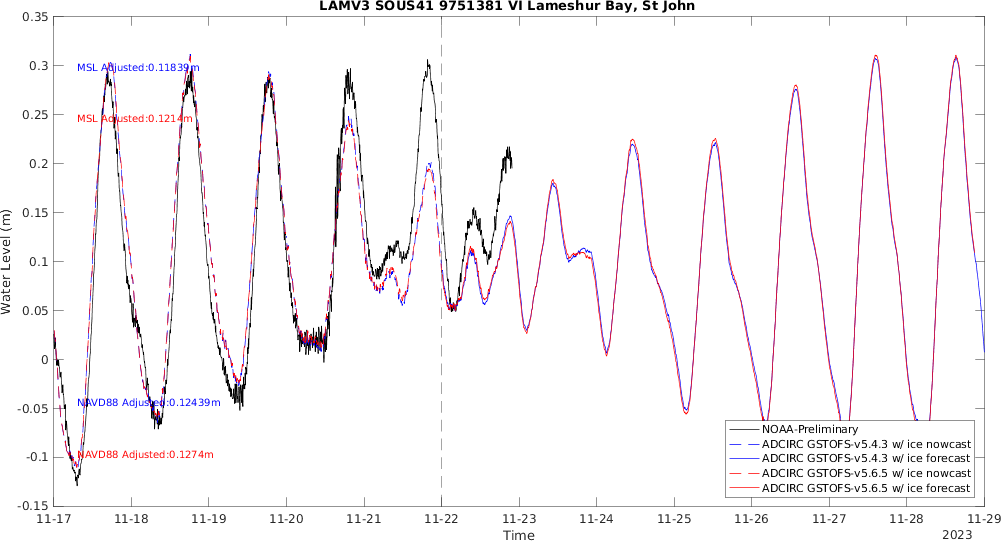 LAMV3 SOUS41 9751381 VI Lameshur Bay, St John
0.35
0.3
0.25
0.2
0.15
0.1
0.05
0
-0.05
-0.1
-0.15
Water Level (m)
MSL Adjusted:0.11839m
MSL Adjusted:0.1214m
NAVD88 Adjusted:0.12439m
NAVD88 Adjusted:0.1274m
NOAA-Preliminary
ADCIRC GSTOFS-v5.4.3 w/ ice nowcast
ADCIRC GSTOFS-v5.4.3 w/ ice forecast
ADCIRC GSTOFS-v5.6.5 w/ ice nowcast
ADCIRC GSTOFS-v5.6.5 w/ ice forecast
11-17 11-18 11-19 11-20 11-21 11-22 11-23 11-24 11-25 11-26 11-27 11-28 11-29
Time
2023